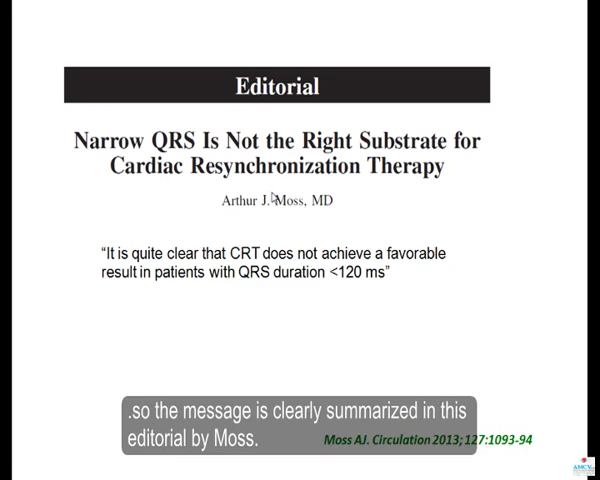 Editorial
Narrow QRS Is Not the Right Substrate for
Cardiac Resynchronization Therapy
Arthur J. Moss, MD
“It is quite clear that CRT does not achieve a favorable
result in patients with QRS duration <120 ms”
.so the message is clearly summarized in this
editorial by Moss.
Moss AJ. Circulation 2013; 127:1093-94
AMCV